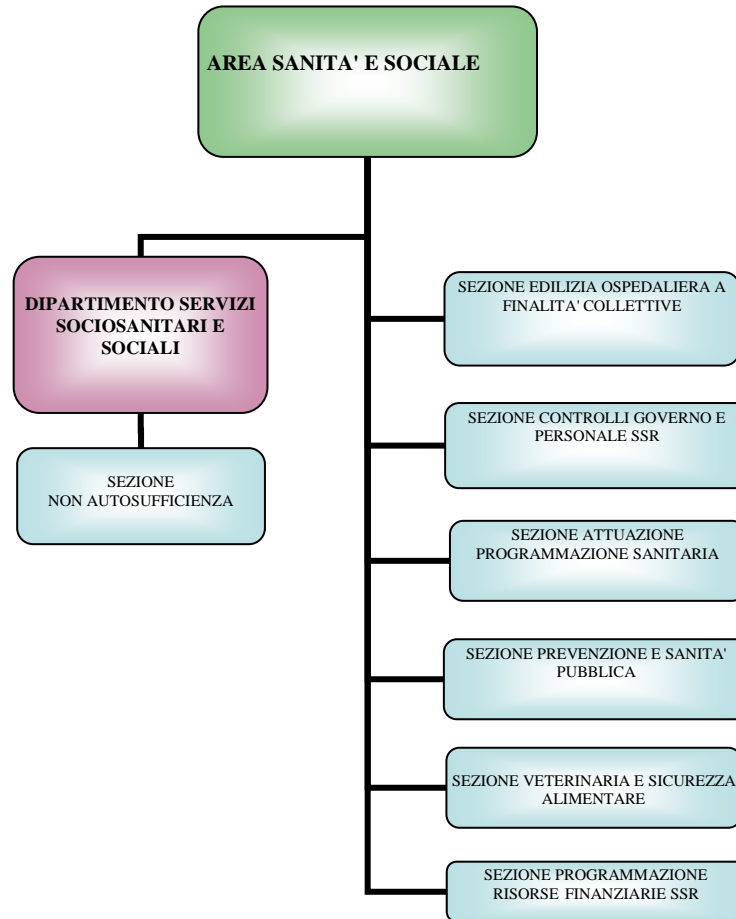 AREA SANITA' E SOCIALE
DIPARTIMENTO SERVIZI
SOCIOSANITARI E
SOCIALI
SEZIONE
NON AUTOSUFFICIENZA
SEZIONE EDILIZIA OSPEDALIERA A
FINALITA' COLLETTIVE
SEZIONE CONTROLLI GOVERNO E
PERSONALE SSR
SEZIONE ATTUAZIONE
PROGRAMMAZIONE SANITARIA
SEZIONE PREVENZIONE E SANITA'
PUBBLICA
SEZIONE VETERINARIA E SICUREZZA
ALIMENTARE
SEZIONE PROGRAMMAZIONE
RISORSE FINANZIARIE SSR